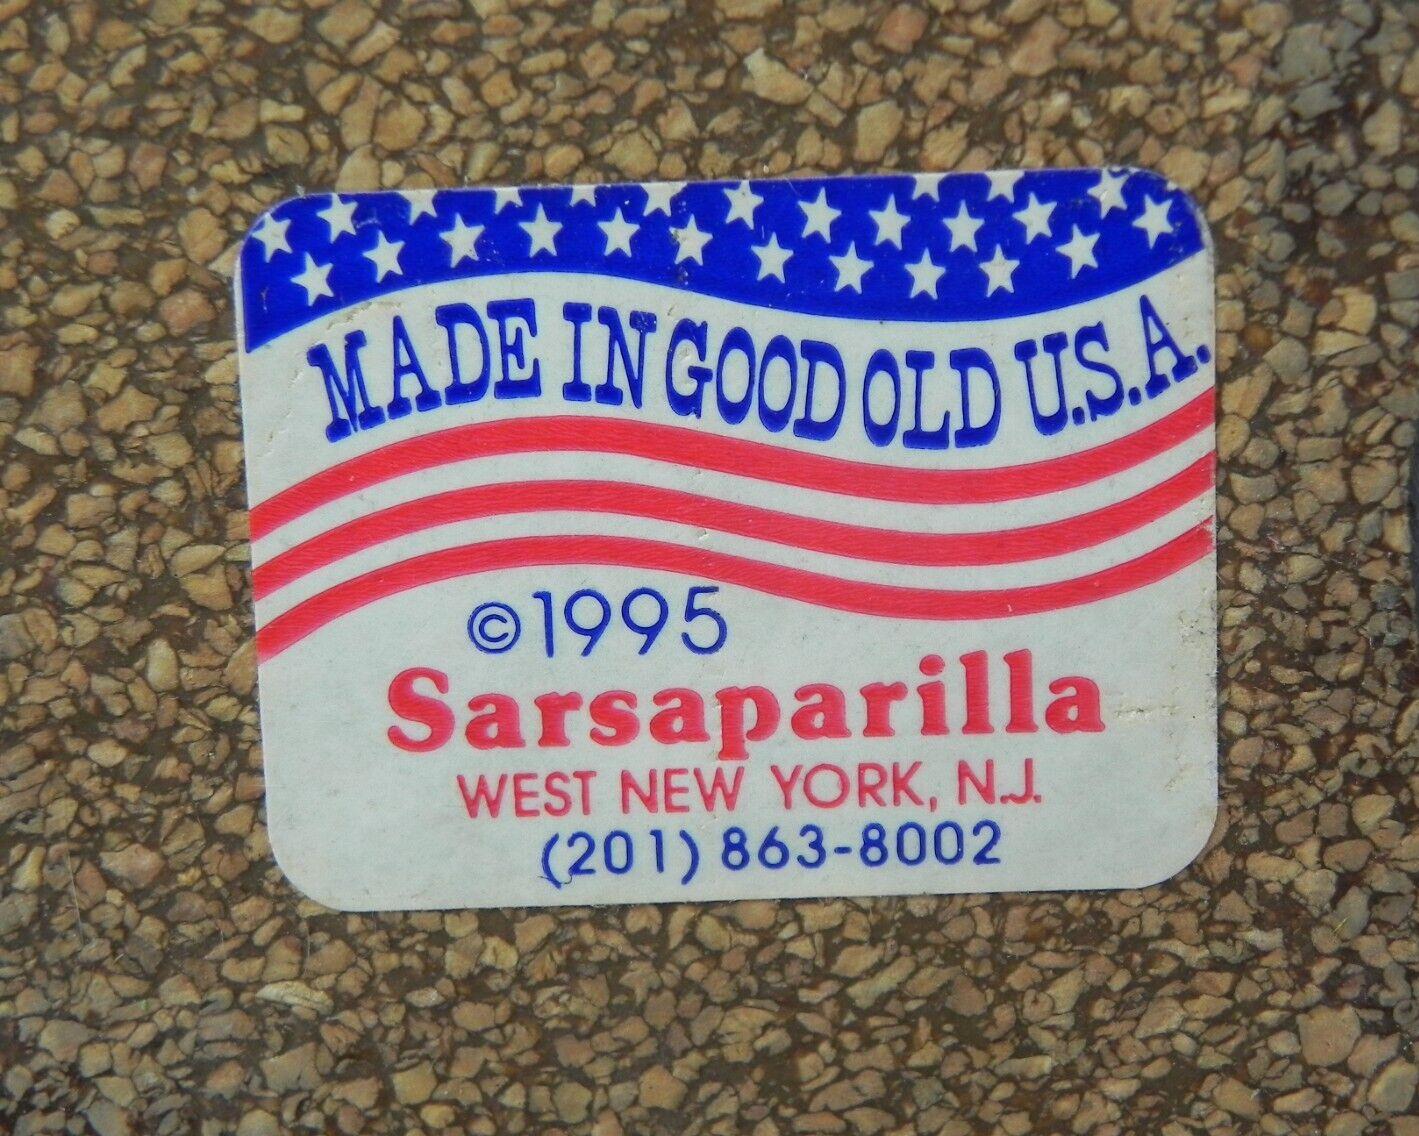 MADE IN GOOD OLD U.S.A.
©1995
Sarsaparilla
WEST NEW YORK, N.J.
(201) 863-8002